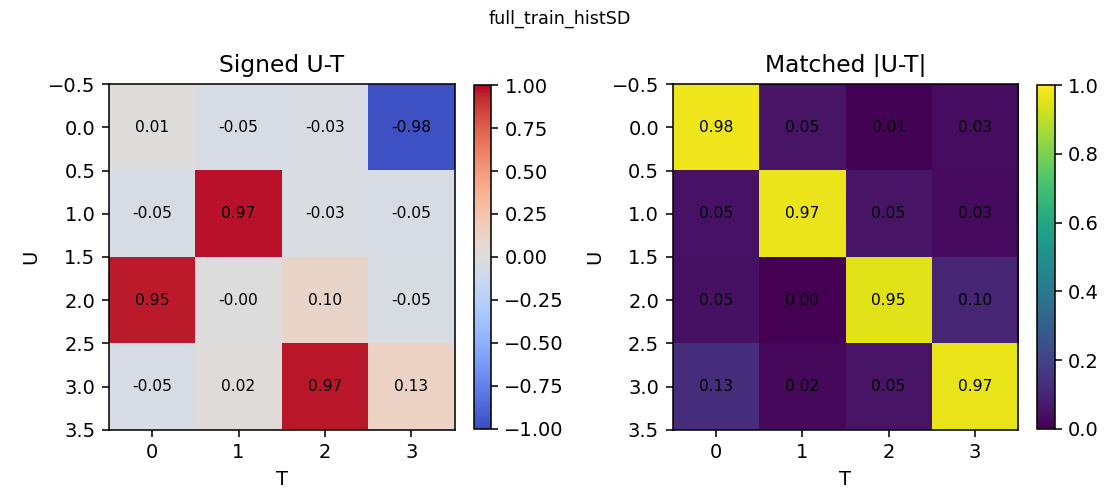 full_train_histSD
Signed U-T
−0.5
0.0
0.5
1.0
1.5
2.0
2.5
3.0
3.5
U
0.01 -0.05 -0.03 -0.98
-0.05 0.97 -0.03 -0.05
0.95 -0.00 0.10 -0.05
-0.05 0.02 0.97 0.13
0 1 2 3
T
1.00
0.75
0.50
0.25
0.00
−0.25
−0.50
−0.75
−1.00
Matched |U-T|
−0.5
0.0
0.5
1.0
1.5
2.0
2.5
3.0
3.5
U
0.98 0.05 0.01 0.03
0.05 0.97 0.05 0.03
0.05 0.00 0.95 0.10
0.13 0.02 0.05 0.97
0 1 2 3
T
1.0
0.8
0.6
0.4
0.2
0.0